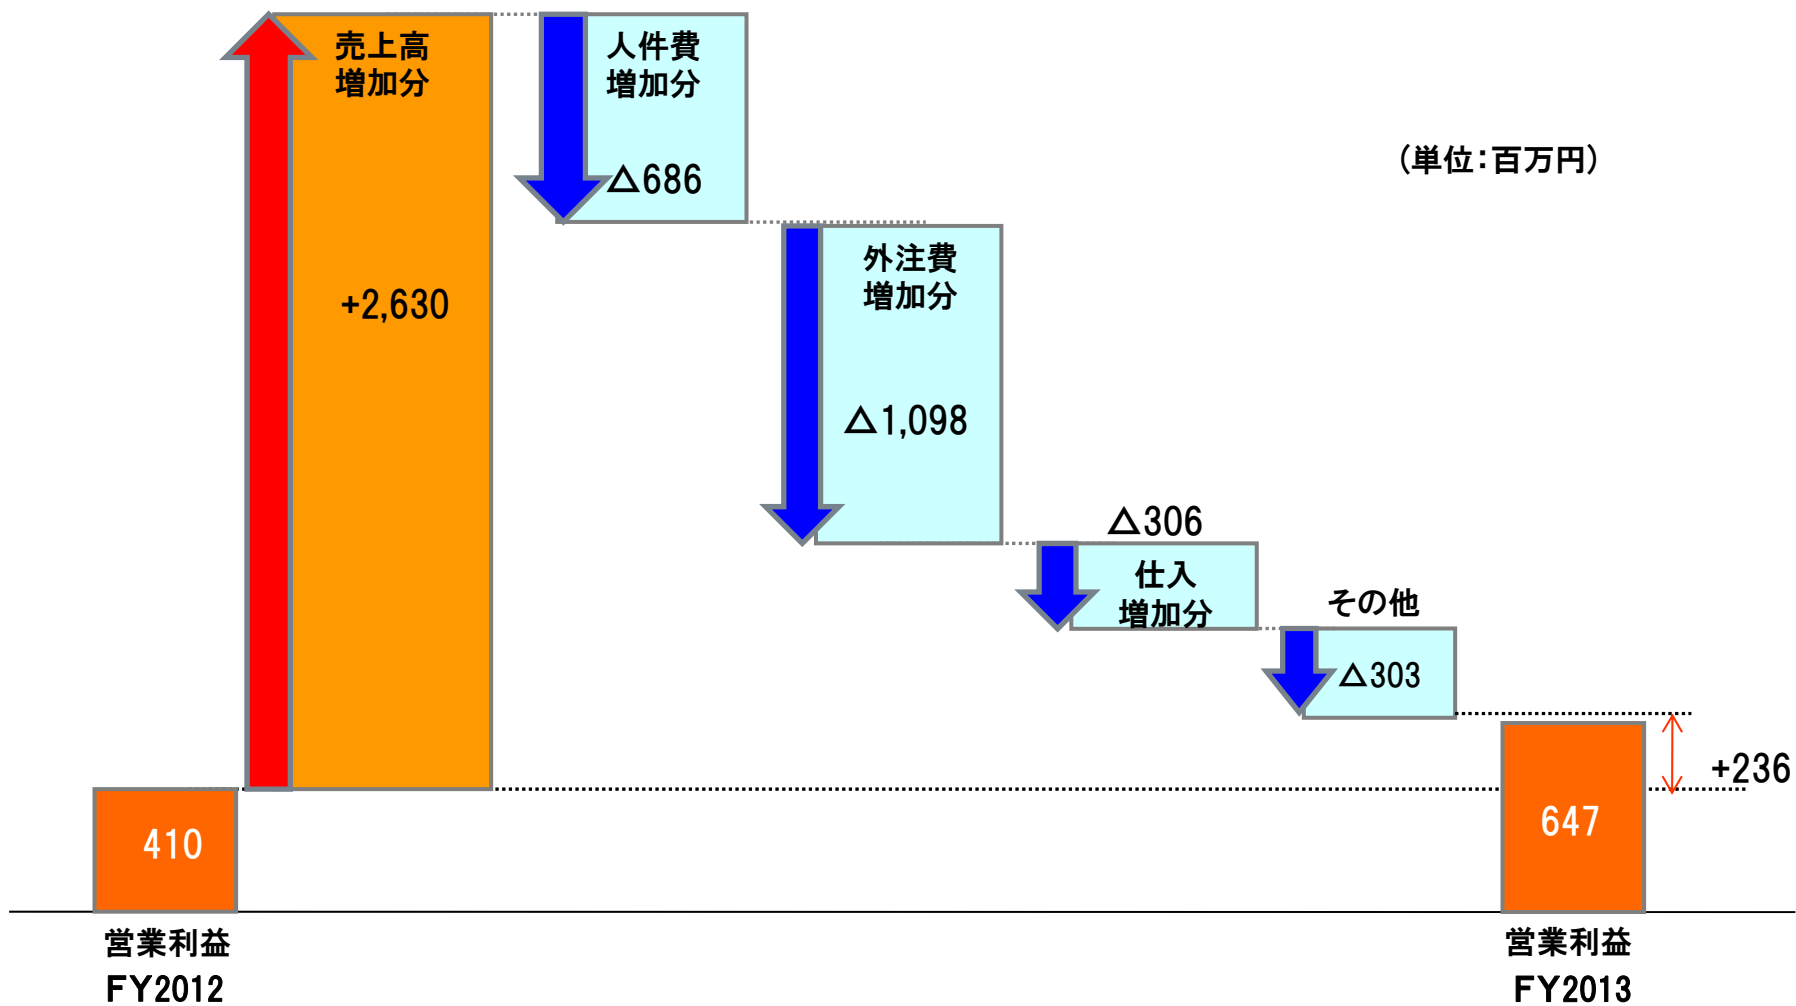 売上高
増加分
+2,630
人件費
増加分
△686
(単位:百万円)
外注費
増加分
△1,098
△306
仕入
増加分
その他
△303
+236
410
647
営業利益
FY2012
営業利益
FY2013